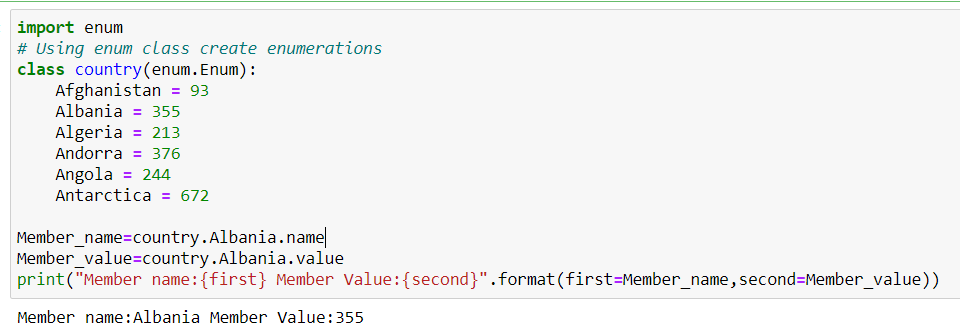 import enum
# Using enum class create enumerations
class country(enum.Enum):
    Afghanistan = 93
    Albania = 355
    Algeria = 213
    Andorra = 376
    Angola = 244
    Antarctica = 672

Member_name=country.Albania.name
Member_value=country.Albania.value
print("Member name:{first} Member Value:{second}".format(first=Member_name,second=Member_value))
Member name:Albania Member Value:355